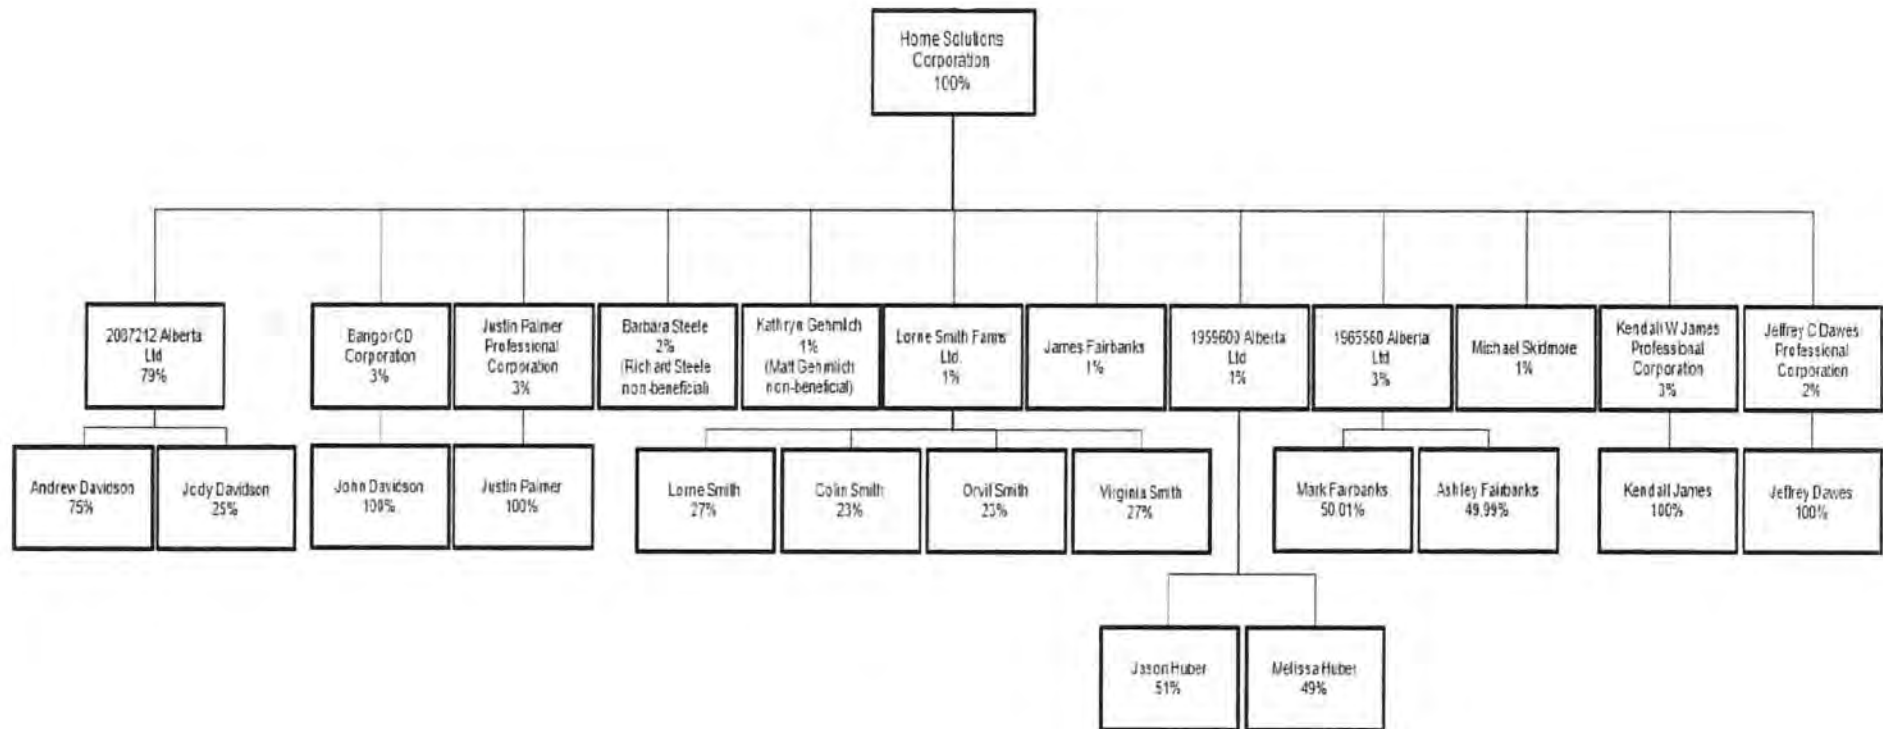 Home Solutions
Corporation
100%
2087212 Alberta
Ltd
79%
Bangor CD
Corporation
3%
Justin Palmer
Professional
Corporation
3%
Barbara Steele
2%
(Richard Steele
non-beneficial)
Kathryn Gehmlich
1%
(Matt Gehmlich
non-beneficial)
Lorne Smith Farms
Ltd.
1%
James Fairbanks
1%
1959600 Alberta
Ltd
1%
1965560 Alberta
Ltd
3%
Michael Skidmore
1%
Kendall W James
Professional
Corporation
3%
Jeffrey C Dawes
Professional
Corporation
2%
Andrew Davidson
75%
Jody Davidson
25%
John Davidson
100%
Justin Palmer
100%
Lorne Smith
27%
Colin Smith
23%
Orvil Smith
23%
Virginia Smith
27%
Mark Fairbanks
50.01%
Ashley Fairbanks
49.99%
Kendall James
100%
Jeffrey Dawes
100%
Jason Huber
51%
Melissa Huber
49%